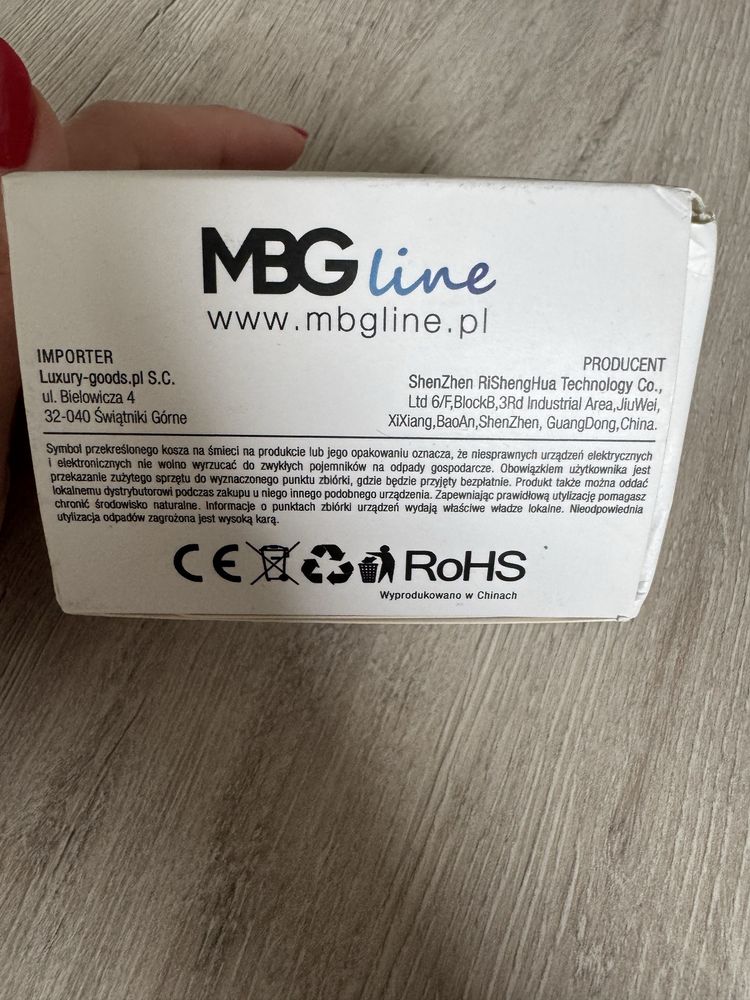 MBG line
www.mbgline.pl
IMPORTER
Luxury-goods.pl S.C.
ul. Bielowicza 4
32-040 Świątniki Górne
PRODUCENT
ShenZhen RiShengHua Technology Co.,
Ltd 6/F,BlockB,3Rd Industrial Area,JiuWei,
XiXiang,BaoAn,ShenZhen, GuangDong,China.
Symbol przekreślonego kosza na śmieci na produkcie lub jego opakowaniu oznacza, że niesprawnych urządzeń elektrycznych
i elektronicznych nie wolno wyrzucać do zwykłych pojemników na odpady gospodarcze. Obowiązkiem użytkownika jest
przekazanie zużytego sprzętu do wyznaczonego punktu zbiórki, gdzie będzie przyjęty bezpłatnie. Produkt także można oddać
lokalnemu dystrybutorowi podczas zakupu u niego innego podobnego urządzenia. Zapewniając prawidłową utylizację pomagasz
chronić środowisko naturalne. Informacje o punktach zbiórki urządzeń wydają właściwe władze lokalne. Nieodpowiednia
utylizacja odpadów zagrożona jest wysoką karą.
CE RoHS
Wyprodukowano w Chinach